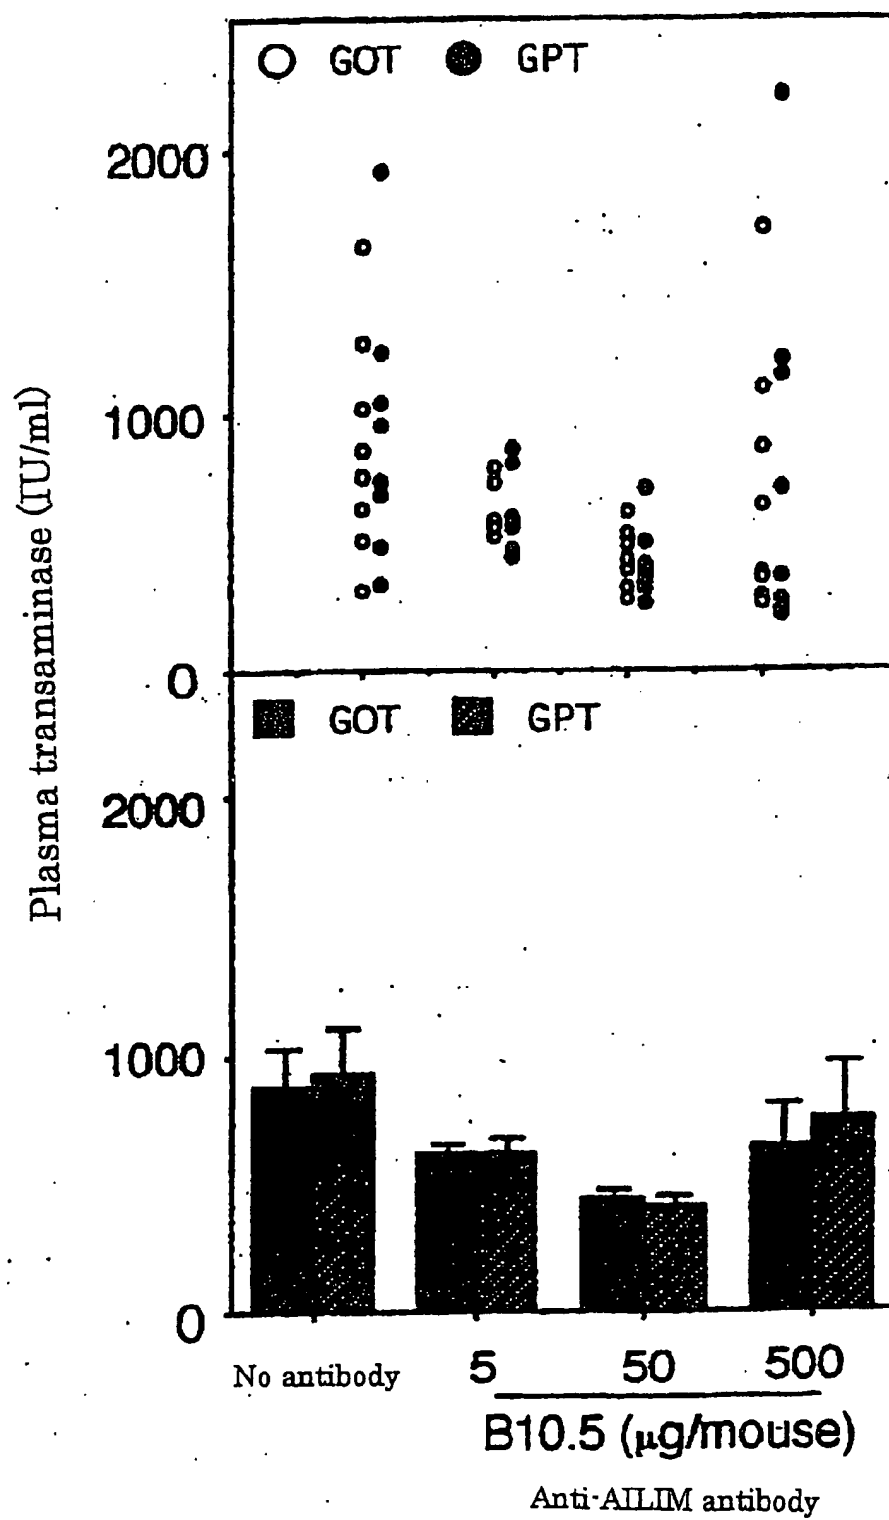 GOT GPT
2000
1000
0
GOT GPT
2000
1000
0
Plasma transaminase (IU/ml)
No antibody 5 50 500
B10.5 (μg/mouse)
Anti-AILIM antibody